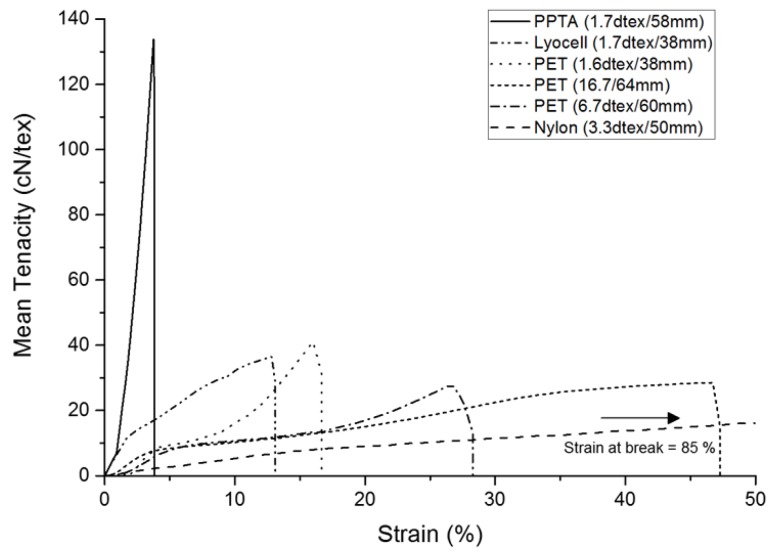 140
120
100
80
60
40
20
0
Mean Tenacity (cN/tex)
PPTA (1.7dtex/58mm)
Lyocell (1.7dtex/38mm)
PET (1.6dtex/38mm)
PET (16.7/64mm)
PET (6.7dtex/60mm)
Nylon (3.3dtex/50mm)
Strain at break = 85 %
0 10 20 30 40 50
Strain (%)